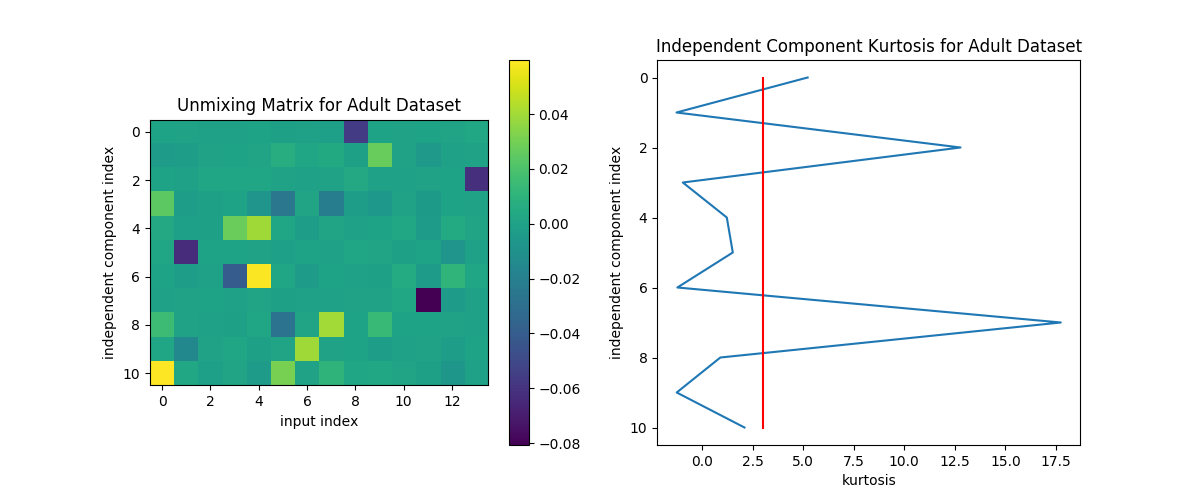 Unmixing Matrix for Adult Dataset
independent component index
0
2
4
6
8
10
0 2 4 6 8 10 12
input index
0.04
0.02
0.00
−0.02
−0.04
−0.06
−0.08
Independent Component Kurtosis for Adult Dataset
independent component index
0
2
4
6
8
10
0.0 2.5 5.0 7.5 10.0 12.5 15.0 17.5
kurtosis